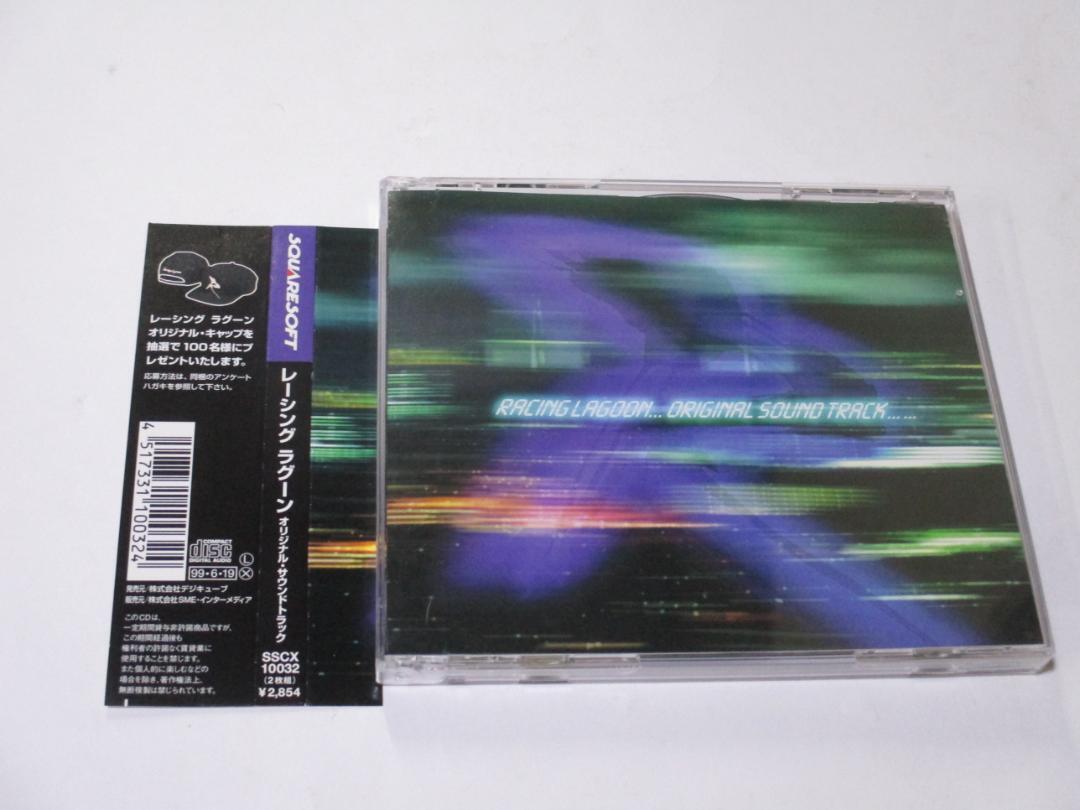 レーシング ラグーン
オリジナル・キャップを
抽選で100名様にプ
レゼントいたします。
応募方法は、同梱のアンケート
ハガキを参照して下さい。
4 517331 100324
COMPACT
disc
DIGITAL AUDIO
99・6・19
L
X
発売元/株式会社デジキューブ
販売元/株式会社SME・インターメディア
このCDは、
一定期間貸与非許諾商品ですが、
この期間経過後も
権利者の許諾なく賃貸業に
使用することを禁じます。
また個人的に楽しむなどの
場合を除き、著作権法上、
無断複製は禁じられています。
SQUARESOFT
レーシング ラグーン オリジナル・サウンドトラック
SSCX
10032
(2枚組)
¥2,854
RACING LAGOON... ORIGINAL SOUND TRACK... ...